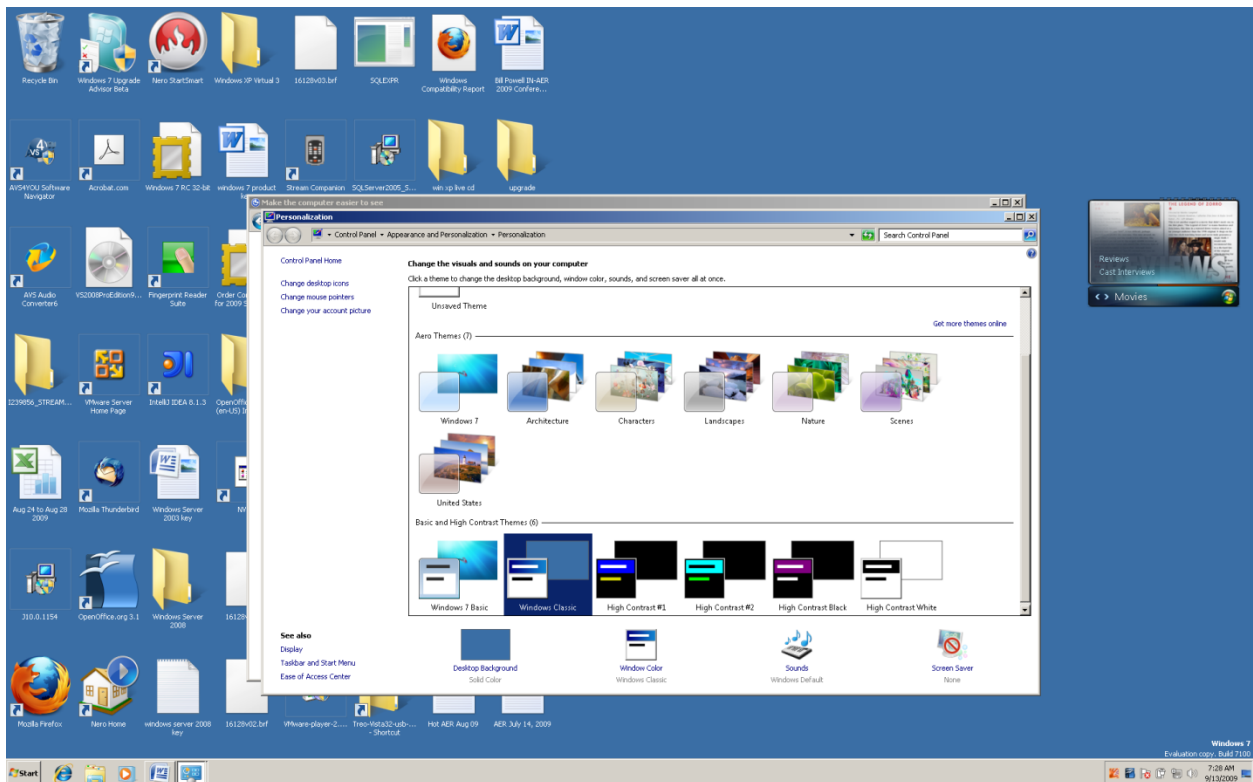 Recycle Bin
Windows 7 Upgrade
Advisor Beta
Nero StartSmart
Windows XP Virtual 3
16128v03.brf
SQLEXPR
Windows
Compatibility Report
Bill Powell IN-AER
2009 Confere...
AVS4YOU Software
Navigator
Acrobat.com
Windows 7 RC 32-bit
windows 7 product
Stream Companion
SQLServer2005_S...
win xp live cd
upgrade
AVS Audio
Converter6
VS2008ProEdition9...
Fingerprint Reader
Suite
Order Co
for 2009 S
I239856_STREAM...
VMware Server
Home Page
IntelliJ IDEA 8.1.3
OpenOffi
(en-US) In
Aug 24 to Aug 28
2009
Mozilla Thunderbird
Windows Server
2003 key
J10.0.1154
OpenOffice.org 3.1
Windows Server
2008
16128
Mozilla Firefox
Nero Home
windows server 2008
key
16128v02.brf
VMware-player-2....
Treo-Vista32-usb-...
- Shortcut
Hot AER Aug 09
AER July 14, 2009
Make the computer easier to see
Personalization
Control Panel
Appearance and Personalization
Personalization
Search Control Panel
Control Panel Home
Change desktop icons
Change mouse pointers
Change your account picture
Change the visuals and sounds on your computer
Click a theme to change the desktop background, window color, sounds, and screen saver all at once.
Unsaved Theme
Get more themes online
Aero Themes (7)
Windows 7
Architecture
Characters
Landscapes
Nature
Scenes
United States
Basic and High Contrast Themes (6)
Windows 7 Basic
Windows Classic
High Contrast #1
High Contrast #2
High Contrast Black
High Contrast White
See also
Display
Taskbar and Start Menu
Ease of Access Center
Desktop Background
Solid Color
Window Color
Windows Classic
Sounds
Windows Default
Screen Saver
None
THE LEGEND OF ZORRO
Reviews
Cast Interviews
Movies
Windows 7
Evaluation copy. Build 7100
Start
7:28 AM
9/13/2009